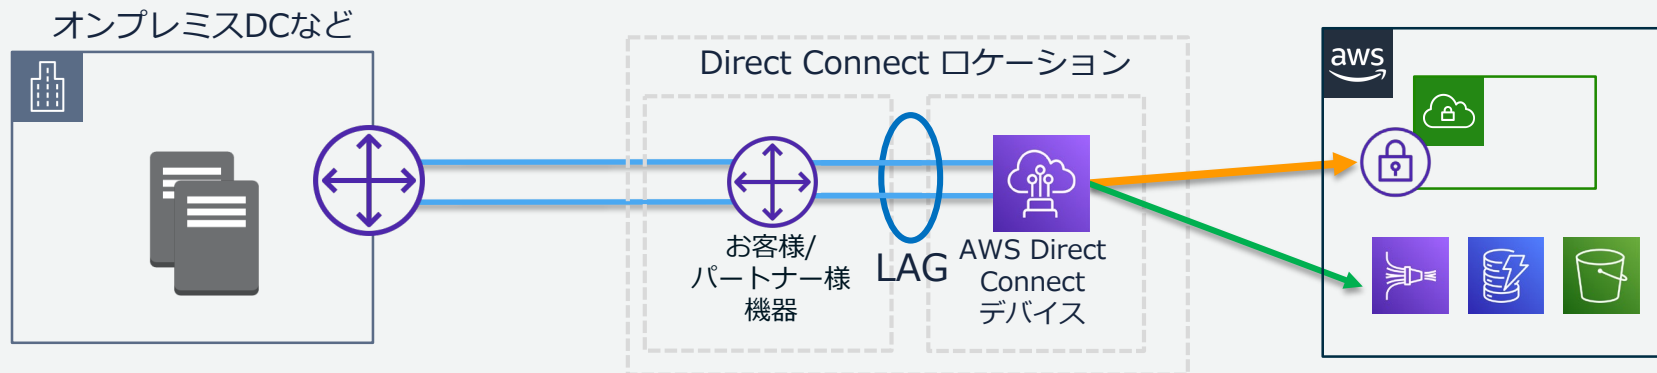 オンプレミスDCなど
Direct Connect ロケーション
aws
お客様/
パートナー様
機器
LAG
AWS Direct
Connect
デバイス